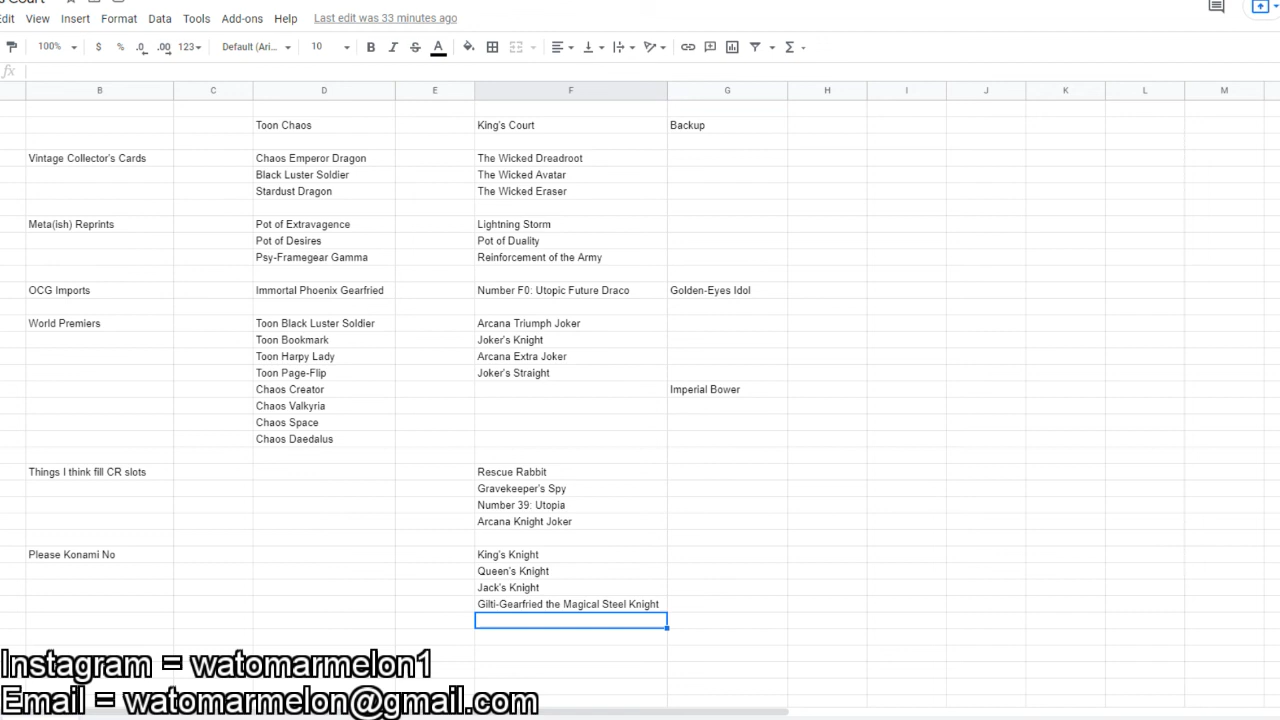 Edit View Insert Format Data Tools Add-ons Help Last edit was 33 minutes ago
100% $ % .0 .00 123 Default (Ari... 10 B I S A
fx
B C D E F G H I J K L M
Toon Chaos King's Court Backup
Vintage Collector's Cards Chaos Emperor Dragon The Wicked Dreadroot
Black Luster Soldier The Wicked Avatar
Stardust Dragon The Wicked Eraser
Meta(ish) Reprints Pot of Extravagence Lightning Storm
Pot of Desires Pot of Duality
Psy-Framegear Gamma Reinforcement of the Army
OCG Imports Immortal Phoenix Gearfried Number F0: Utopic Future Draco Golden-Eyes Idol
World Premiers Toon Black Luster Soldier Arcana Triumph Joker
Toon Bookmark Joker's Knight
Toon Harpy Lady Arcana Extra Joker
Toon Page-Flip Joker's Straight
Chaos Creator Imperial Bower
Chaos Valkyria
Chaos Space
Chaos Daedalus
Things I think fill CR slots Rescue Rabbit
Gravekeeper's Spy
Number 39: Utopia
Arcana Knight Joker
Please Konami No King's Knight
Queen's Knight
Jack's Knight
Gilti-Gearfried the Magical Steel Knight
Instagram = watomarmelon1
Email = watomarmelon@gmail.com